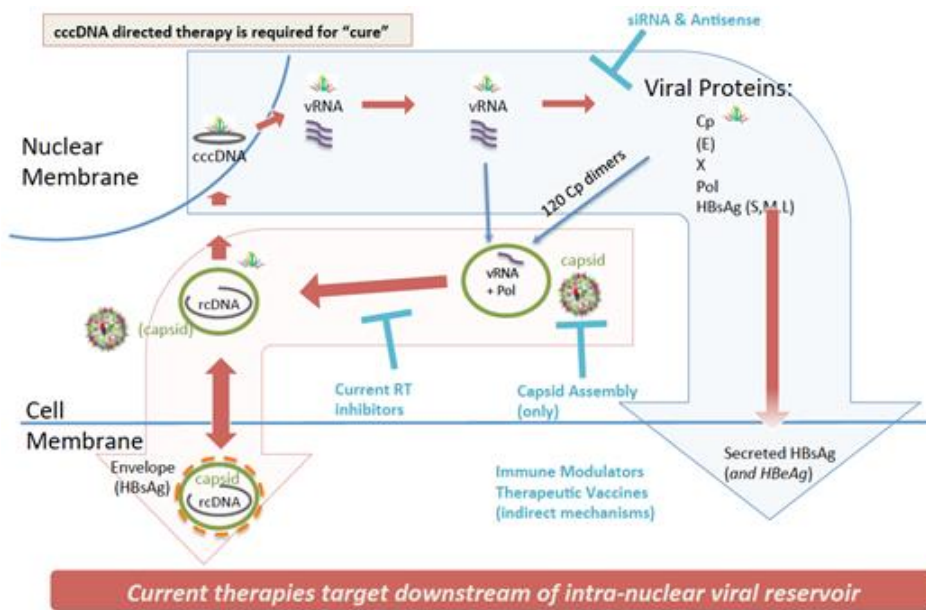 cccDNA directed therapy is required for “cure”
siRNA & Antisense
vRNA
vRNA
Viral Proteins:
Cp
(E)
X
Pol
HBsAg (S,M,L)
cccDNA
Nuclear
Membrane
120 Cp dimers
capsid
vRNA
+ Pol
rcDNA
(capsid)
Current RT
inhibitors
Capsid Assembly
(only)
Cell
Membrane
Envelope
(HBsAg)
capsid
rcDNA
Immune Modulators
Therapeutic Vaccines
(indirect mechanisms)
Secreted HBsAg
(and HBeAg)
Current therapies target downstream of intra-nuclear viral reservoir